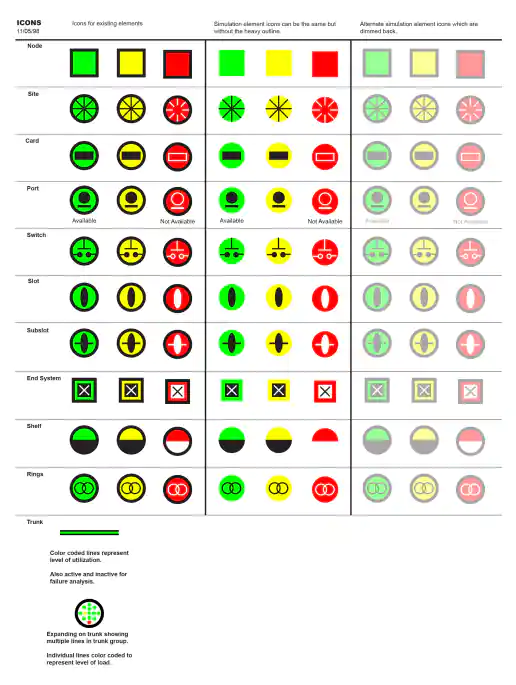 ICONS
11/05/98
Icons for existing elements
Simulation-element icons can be the same but
without the heavy outline.
Alternate simulation element icons which are
dimmed back.
Node
Site
Card
Port
Available
Not Available
Available
Not Available
Available
Not Available
Switch
Slot
Subslot
End System
Shelf
Rings
Trunk
Color coded lines represent
level of utilization.
Also active and inactive for
failure analysis.
Expanding on trunk showing
multiple lines in trunk group.
Individual lines color coded to
represent level of load.